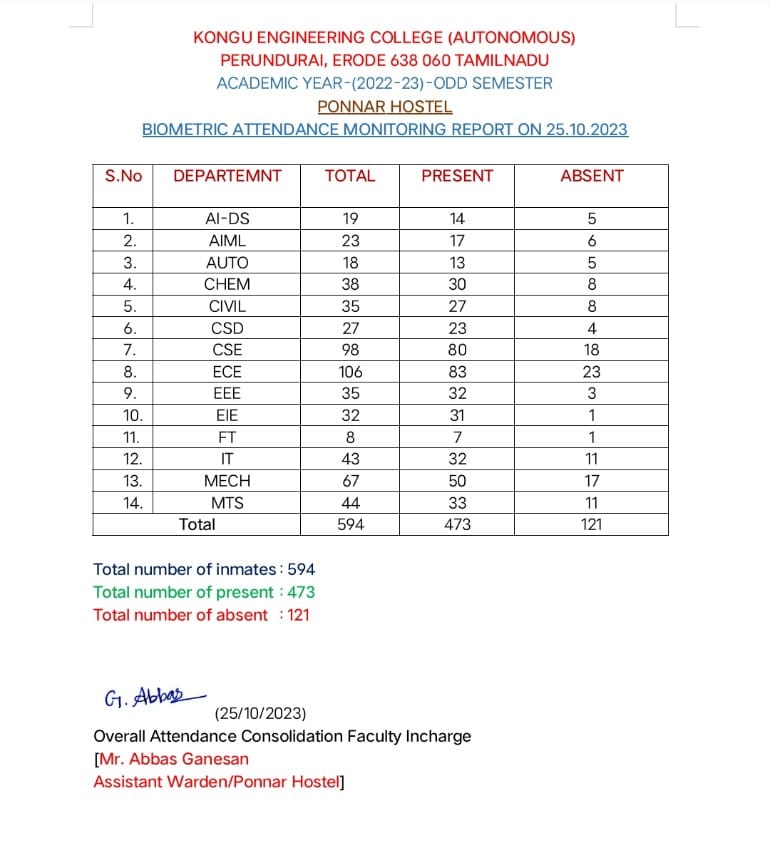 KONGU ENGINEERING COLLEGE (AUTONOMOUS)
PERUNDURAI, ERODE 638 060 TAMILNADU
ACADEMIC YEAR-(2022-23)-ODD SEMESTER
PONNAR HOSTEL
BIOMETRIC ATTENDANCE MONITORING REPORT ON 25.10.2023
S.No DEPARTEMNT TOTAL PRESENT ABSENT
1. AI-DS 19 14 5
2. AIML 23 17 6
3. AUTO 18 13 5
4. CHEM 38 30 8
5. CIVIL 35 27 8
6. CSD 27 23 4
7. CSE 98 80 18
8. ECE 106 83 23
9. EEE 35 32 3
10. EIE 32 31 1
11. FT 8 7 1
12. IT 43 32 11
13. MECH 67 50 17
14. MTS 44 33 11
Total 594 473 121
Total number of inmates : 594
Total number of present : 473
Total number of absent : 121
G. Abbas
(25/10/2023)
Overall Attendance Consolidation Faculty Incharge
[Mr. Abbas Ganesan
Assistant Warden/Ponnar Hostel]